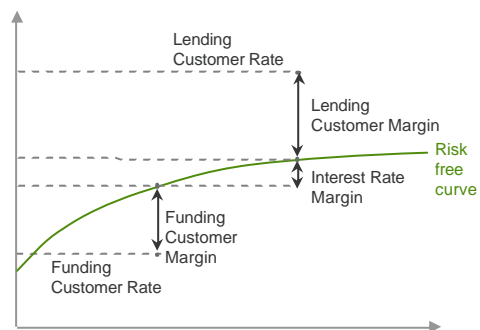 Lending
Customer Rate
Lending
Customer Margin
Risk
free
curve
Interest Rate
Margin
Funding
Customer
Margin
Funding
Customer Rate